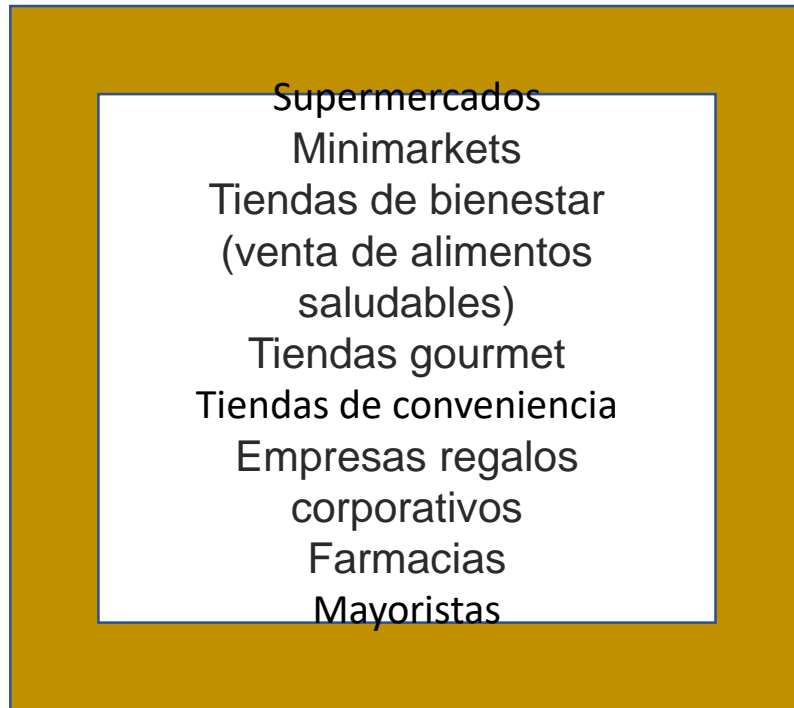 Supermercados
Minimarkets
Tiendas de bienestar
(venta de alimentos
saludables)
Tiendas gourmet
Tiendas de conveniencia
Empresas regalos
corporativos
Farmacias
Mayoristas